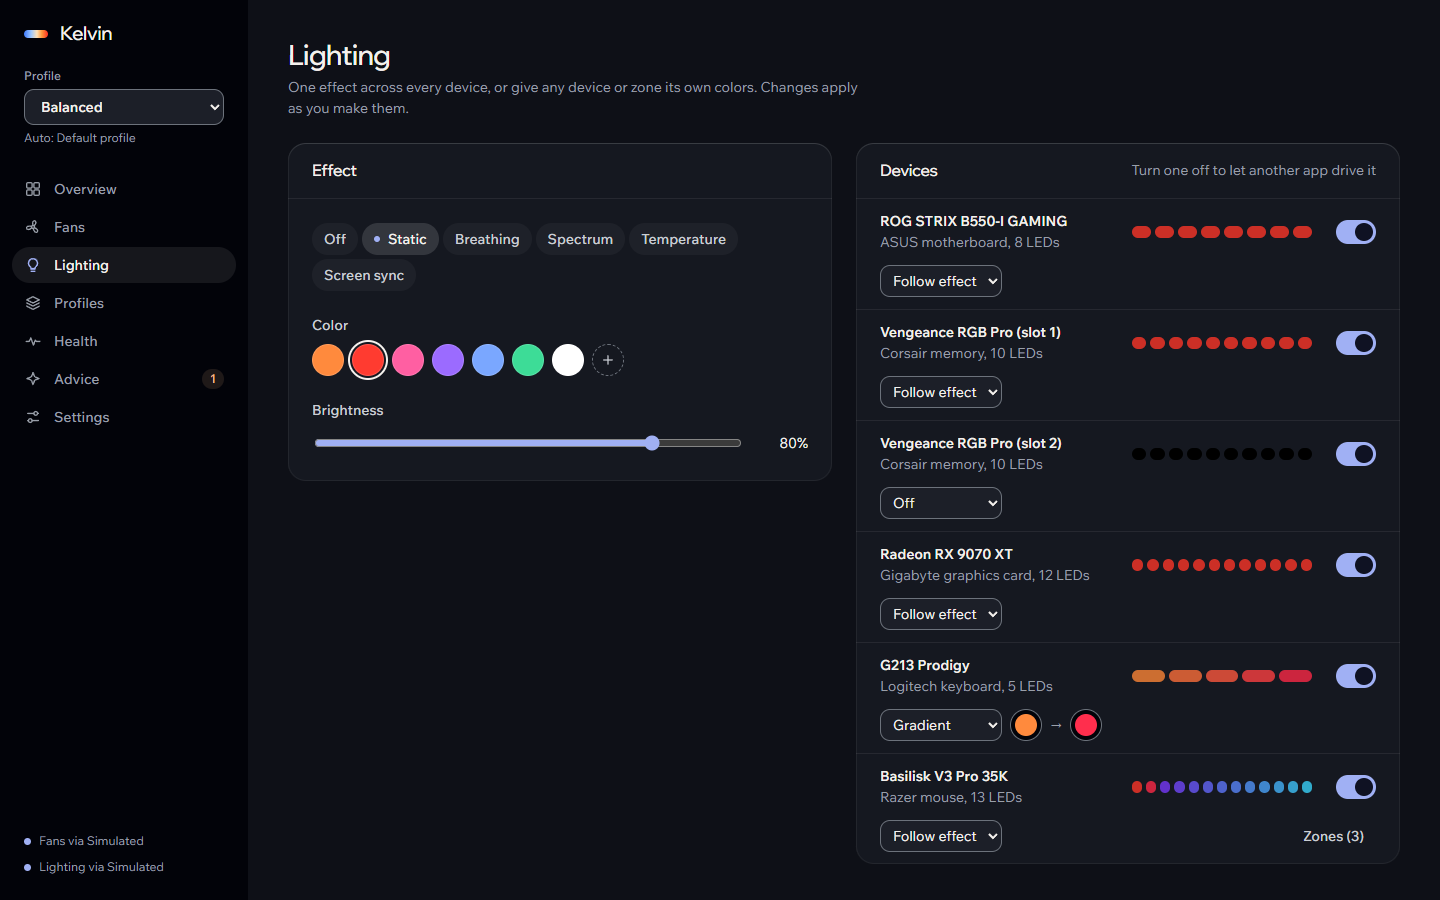 Kelvin
Profile
Balanced
Auto: Default profile
Overview
Fans
Lighting
Profiles
Health
Advice 1
Settings
Fans via Simulated
Lighting via Simulated
Lighting
One effect across every device, or give any device or zone its own colors. Changes apply
as you make them.
Effect
Off Static Breathing Spectrum Temperature
Screen sync
Color
+
Brightness
80%
Devices Turn one off to let another app drive it
ROG STRIX B550-I GAMING
ASUS motherboard, 8 LEDs
Follow effect
Vengeance RGB Pro (slot 1)
Corsair memory, 10 LEDs
Follow effect
Vengeance RGB Pro (slot 2)
Corsair memory, 10 LEDs
Off
Radeon RX 9070 XT
Gigabyte graphics card, 12 LEDs
Follow effect
G213 Prodigy
Logitech keyboard, 5 LEDs
Gradient →
Basilisk V3 Pro 35K
Razer mouse, 13 LEDs
Follow effect Zones (3)